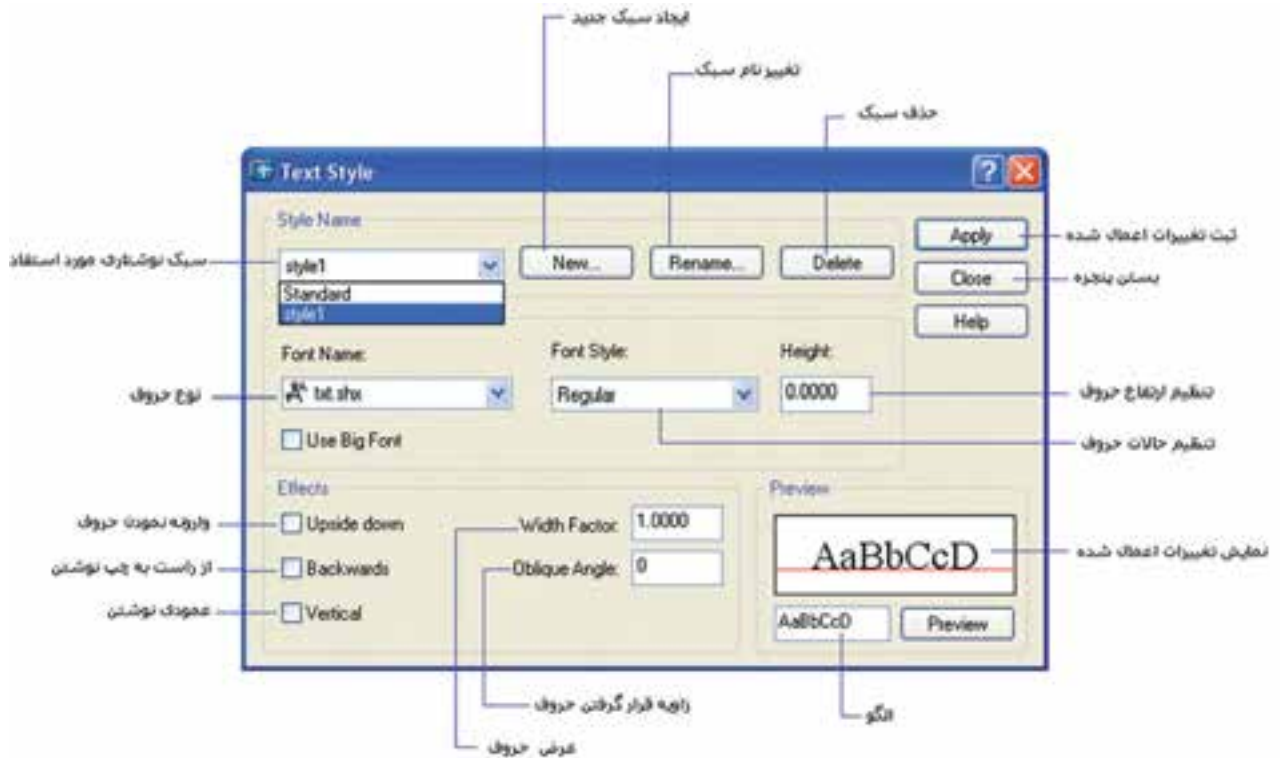 ایجاد سبک جدید
تغییر نام سبک
حذف سبک
Text Style
Style Name
style1
New...
Rename...
Delete
Apply
ثبت تغییرات اعمال شده
سبک نوشتاری مورد استفاد
Standard
style1
Close
بستن پنجره
Help
Font Name:
Font Style:
Height:
نوع حروف
txt.shx
Regular
0.0000
تنظیم ارتفاع حروف
Use Big Font
تنظیم حالات حروف
Effects
Preview
وارونه نمودن حروف
Upside down
Width Factor:
1.0000
AaBbCcD
نمایش تغییرات اعمال شده
از راست به چپ نوشتن
Backwards
Oblique Angle:
0
عمودی نوشتن
Vertical
AaBbCcD
Preview
زاویه قرار گرفتن حروف
الگو
عرض حروف